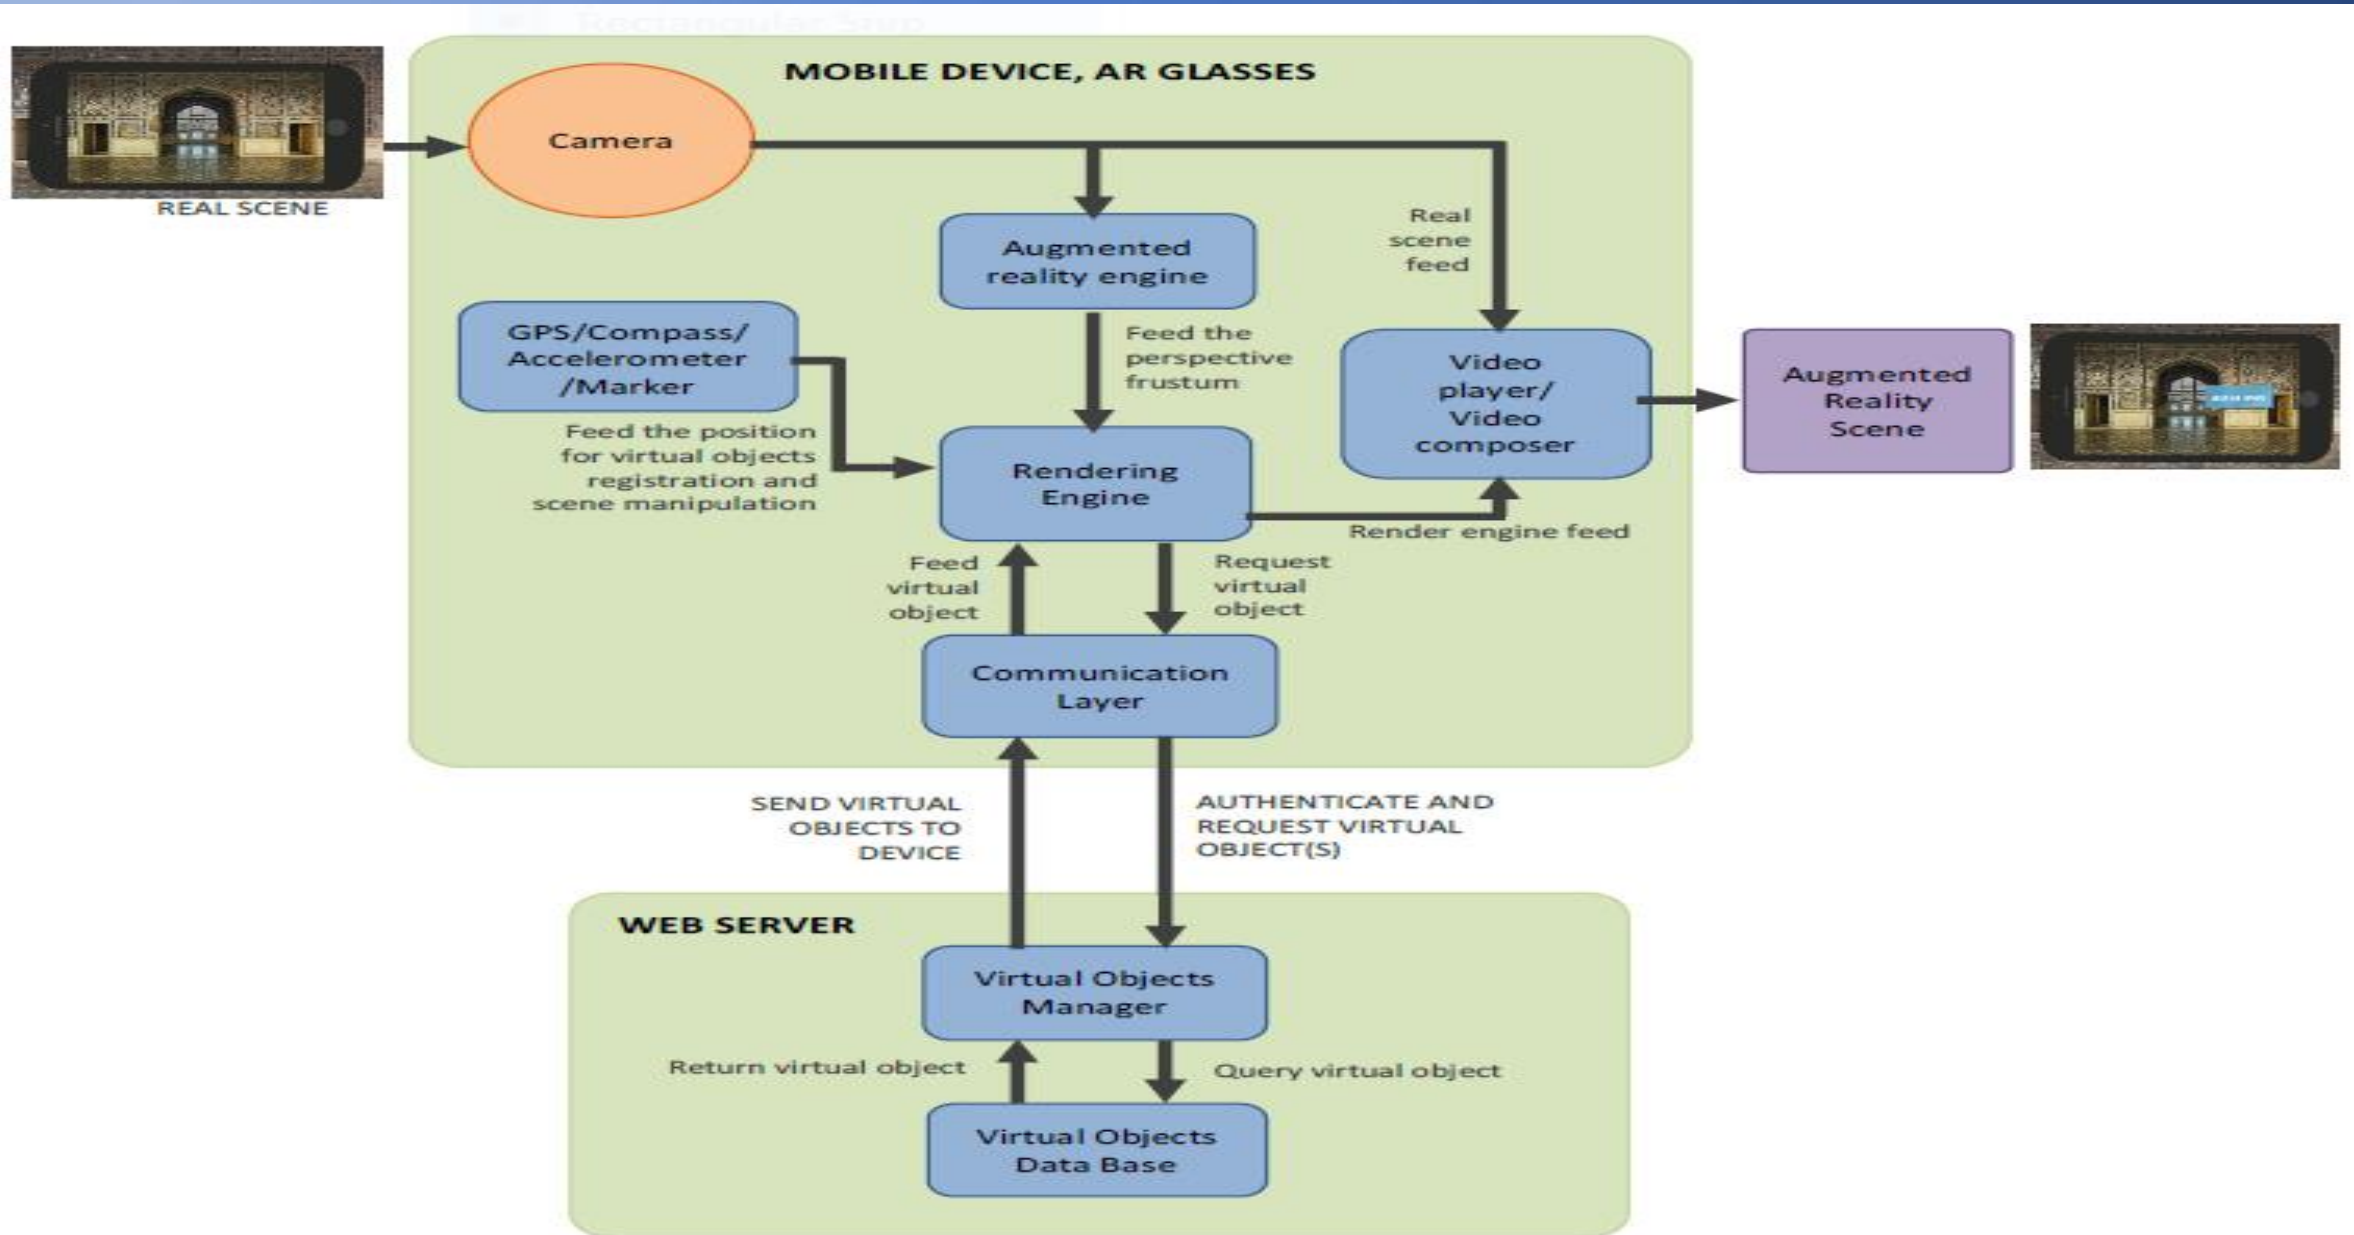 Rectangular Snip
MOBILE DEVICE, AR GLASSES
Camera
REAL SCENE
Augmented
reality engine
Real
scene
feed
GPS/Compass/
Accelerometer
/Marker
Feed the
perspective
frustum
Video
player/
Video
composer
Augmented
Reality
Scene
Feed the position
for virtual objects
registration and
scene manipulation
Rendering
Engine
Render engine feed
Feed
virtual
object
Request
virtual
object
Communication
Layer
SEND VIRTUAL
OBJECTS TO
DEVICE
AUTHENTICATE AND
REQUEST VIRTUAL
OBJECT(S)
WEB SERVER
Virtual Objects
Manager
Return virtual object
Query virtual object
Virtual Objects
Data Base